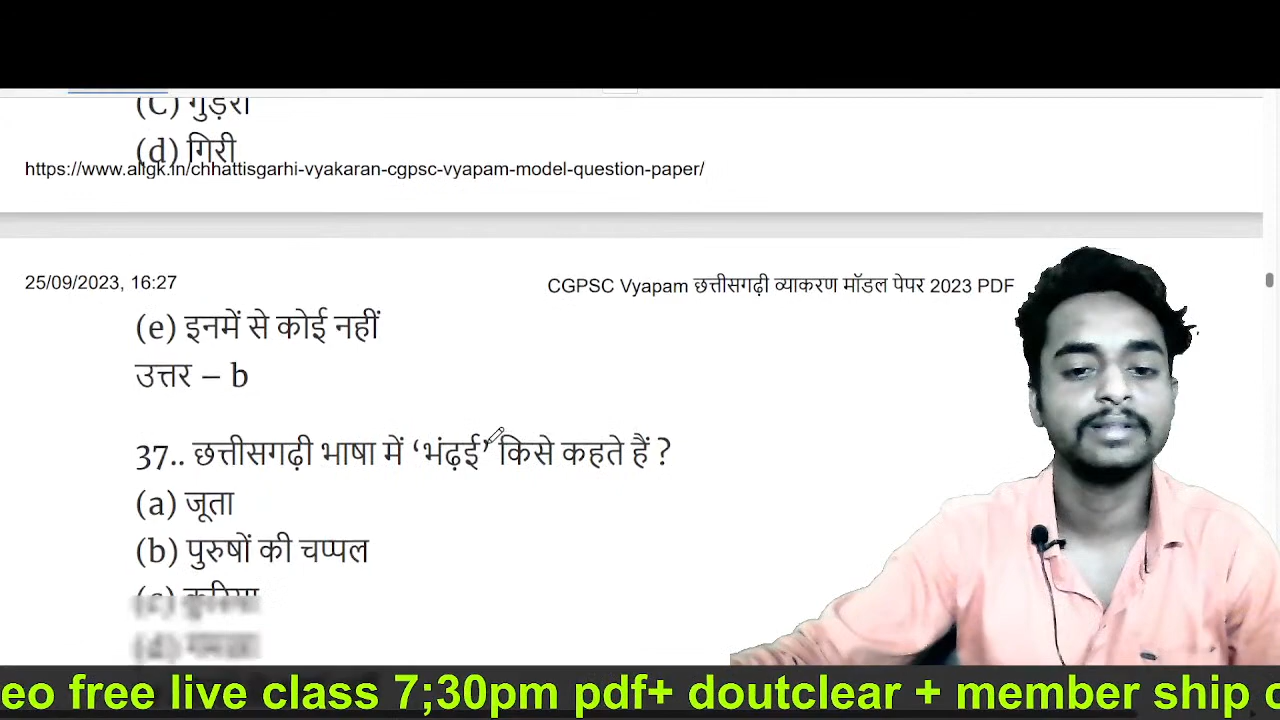 (C) गुड़रा
(d) गिरी
https://www.allgk.in/chhattisgarhi-vyakaran-cgpsc-vyapam-model-question-paper/
25/09/2023, 16:27
CGPSC Vyapam छत्तीसगढ़ी व्याकरण मॉडल पेपर 2023 PDF
(e) इनमें से कोई नहीं
उत्तर – b
37.. छत्तीसगढ़ी भाषा में ‘भंढ़ई’ किसे कहते हैं ?
(a) जूता
(b) पुरुषों की चप्पल
(c)
(d)
eo free live class 7;30pm pdf+ doutclear + member ship